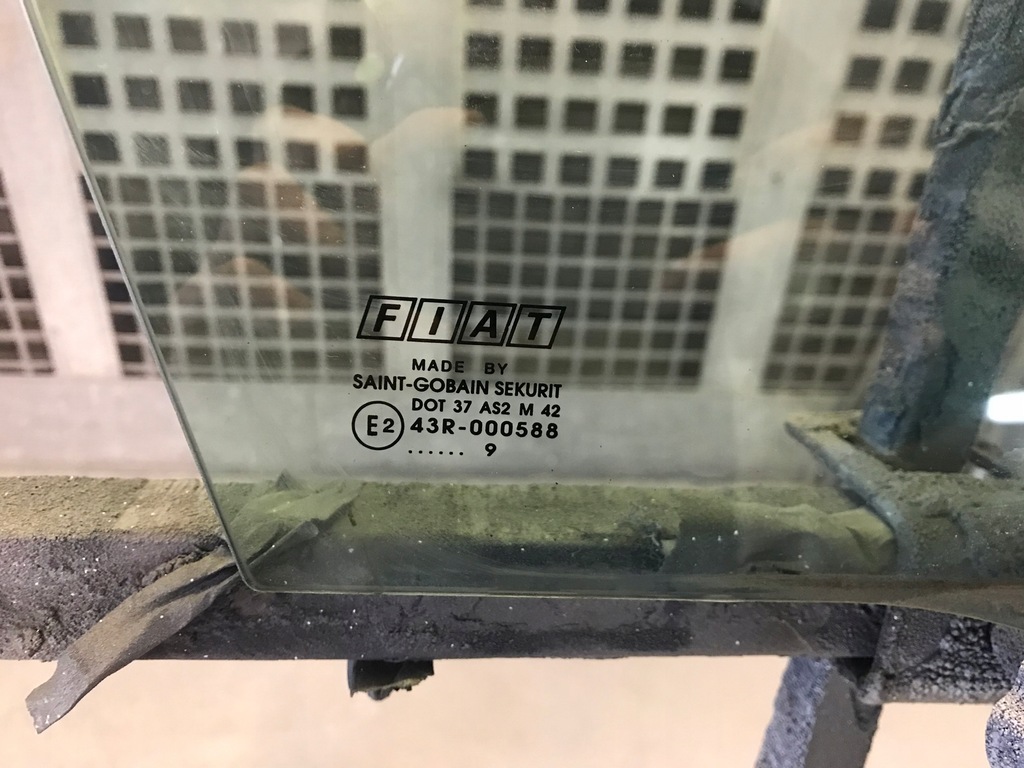 FIAT
MADE BY
SAINT-GOBAIN SEKURIT
DOT 37 AS2 M 42
E2 43R-000588
...... 9